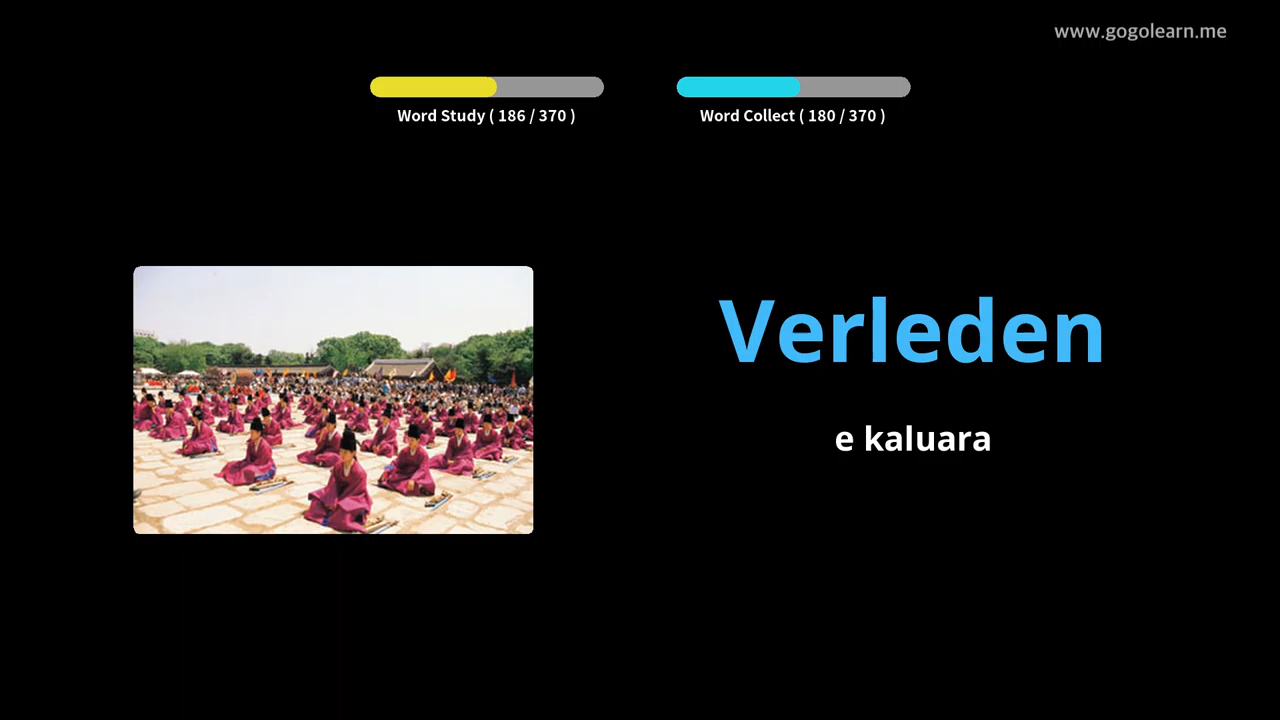 www.gogolearn.me
Word Study ( 186 / 370 )
Word Collect ( 180 / 370 )
Verleden
e kaluara